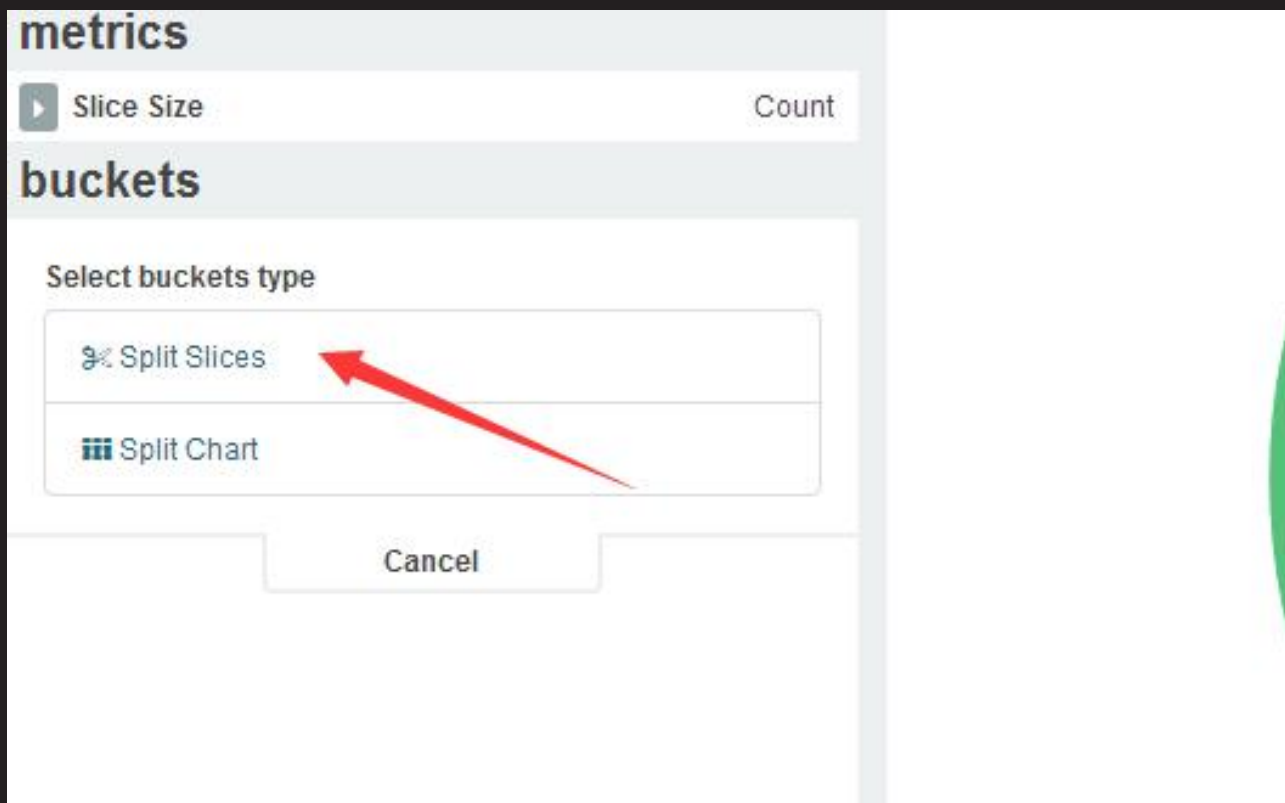 metrics
Slice Size Count
buckets
Select buckets type
Split Slices
Split Chart
Cancel